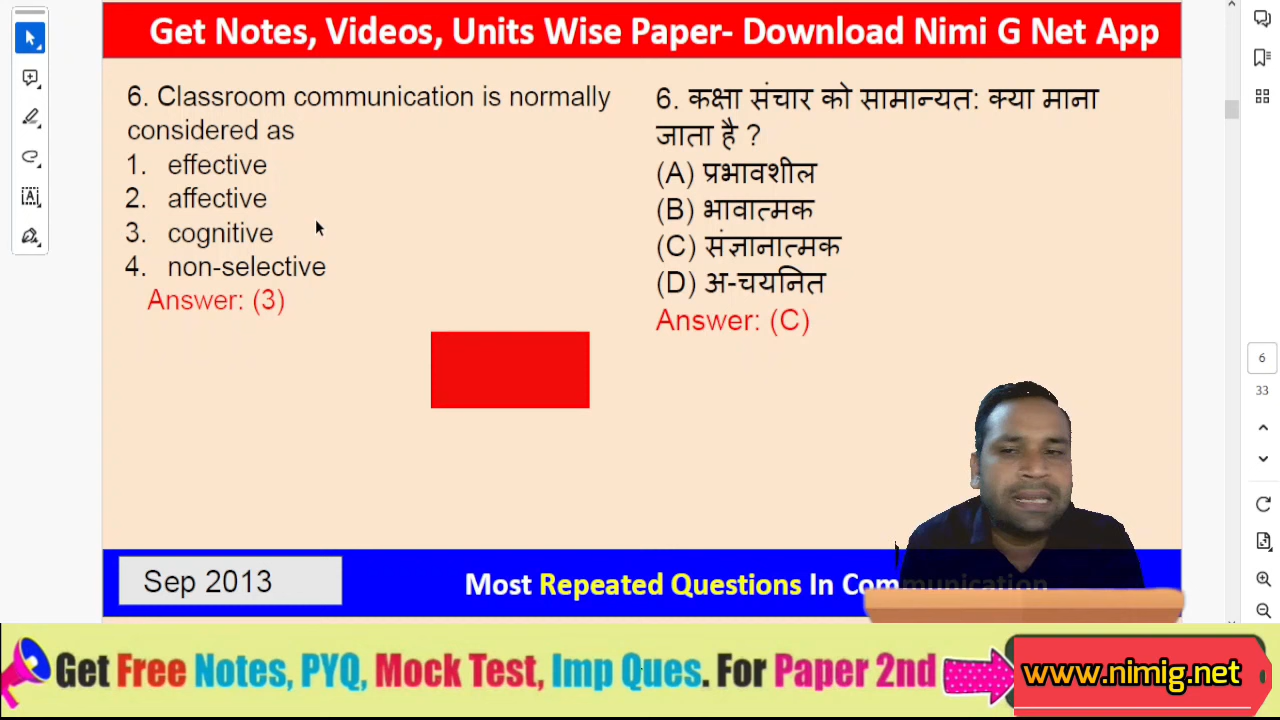 Get Notes, Videos, Units Wise Paper- Download Nimi G Net App
6. Classroom communication is normally
considered as
1. effective
2. affective
3. cognitive
4. non-selective
Answer: (3)
6. कक्षा संचार को सामान्यत: क्या माना
जाता है ?
(A) प्रभावशील
(B) भावात्मक
(C) संज्ञानात्मक
(D) अ-चयनित
Answer: (C)
6
33
Sep 2013
Most Repeated Questions In Communication
Get Free Notes, PYQ, Mock Test, Imp Ques. For Paper 2nd
www.nimig.net